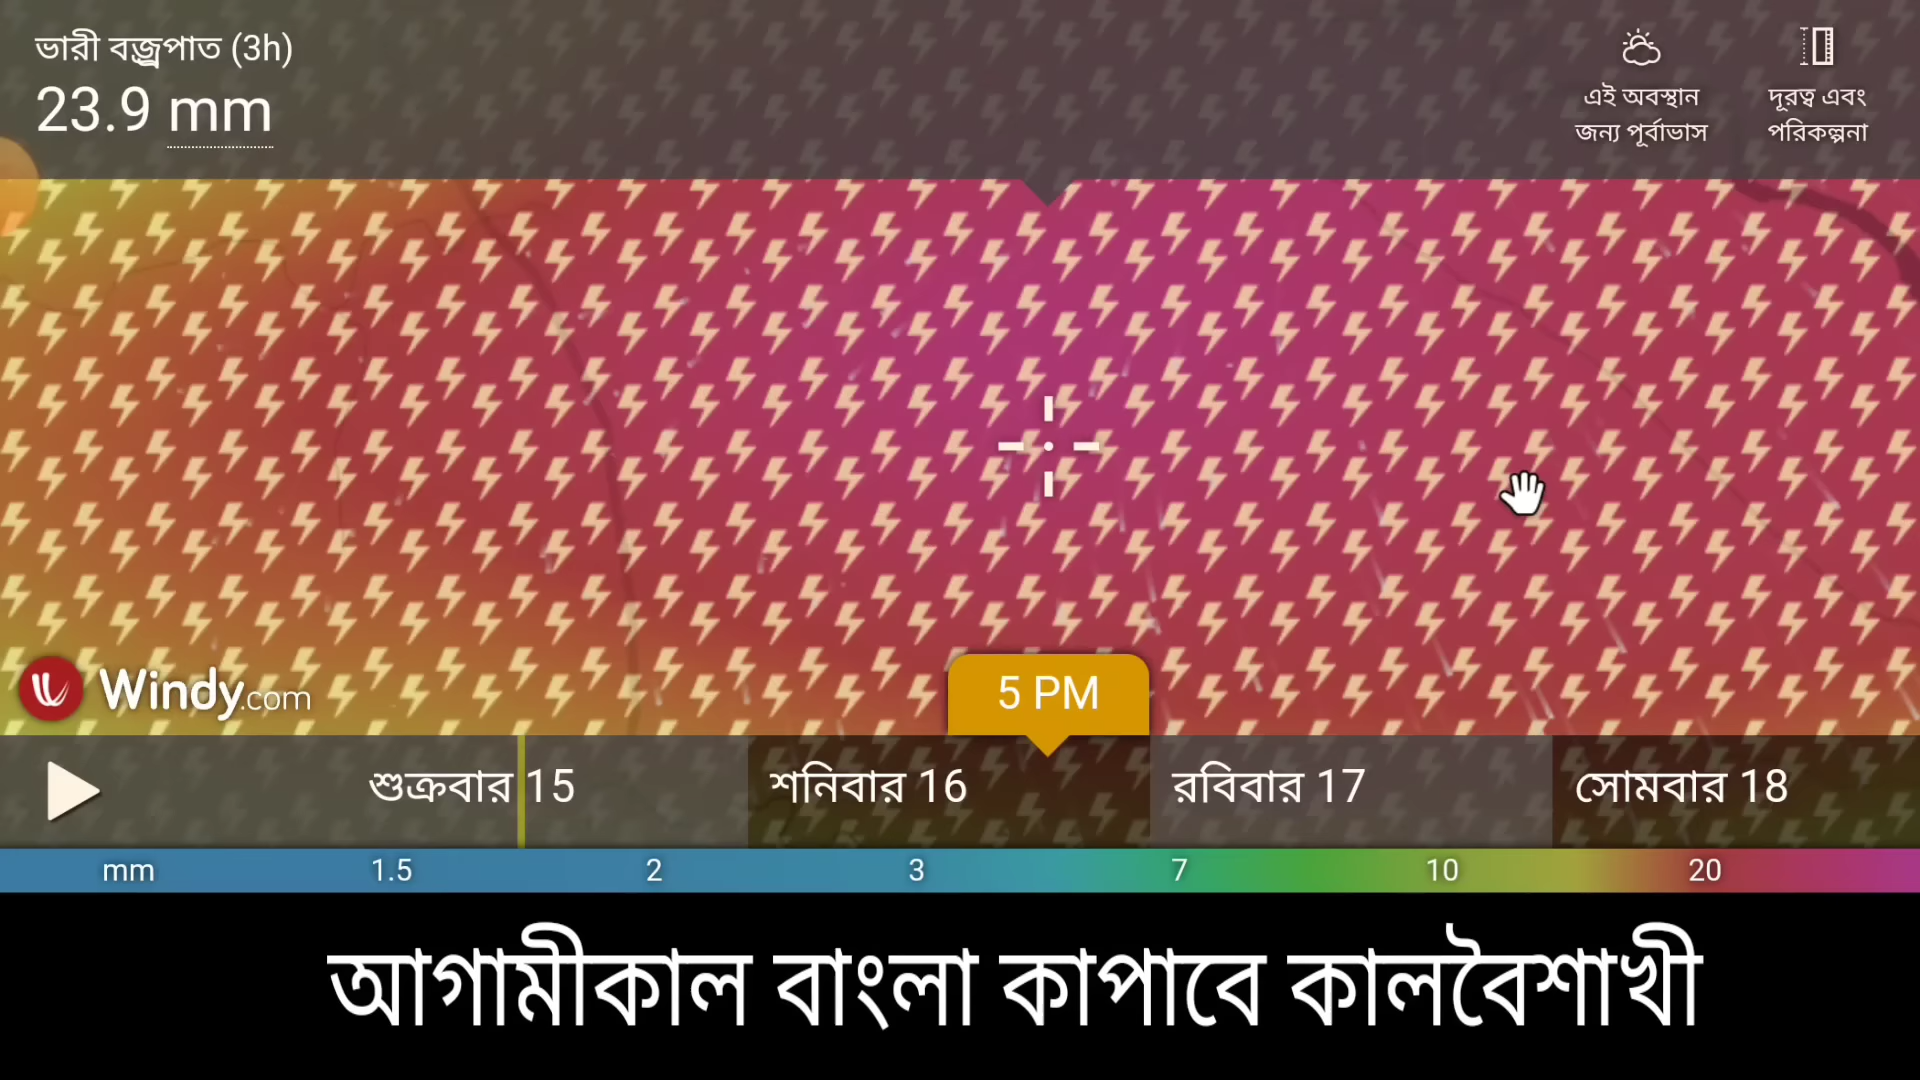 ভারী বজ্রপাত (3h)
23.9 mm
এই অবস্থান
জন্য পূর্বাভাস
দূরত্ব এবং
পরিকল্পনা
Windy.com
5 PM
শুক্রবার 15
শনিবার 16
রবিবার 17
সোমবার 18
mm 1.5 2 3 7 10 20
আগামীকাল বাংলা কাপাবে কালবৈশাখী